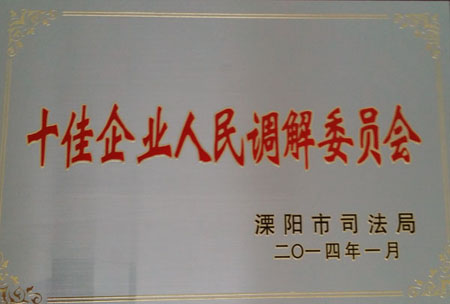 十佳企业人民调解委员会
溧阳市司法局
二〇一四年一月